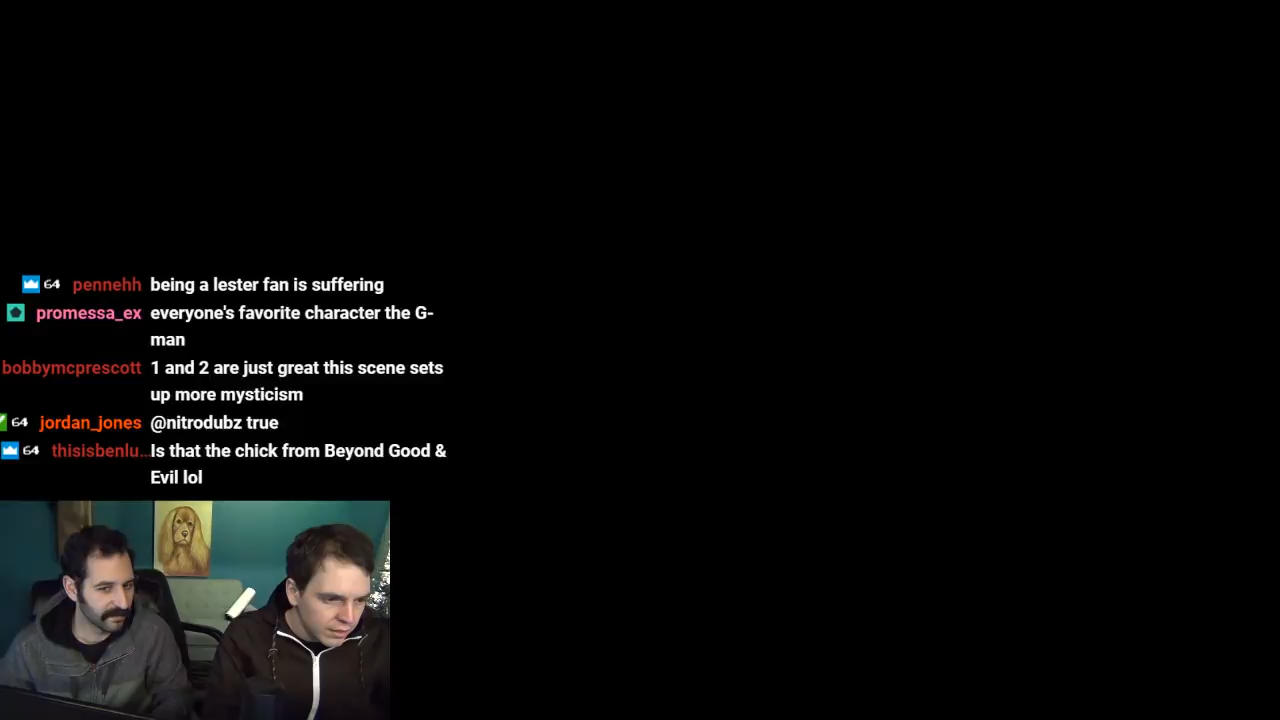 64 pennehh being a lester fan is suffering
promessa_ex everyone's favorite character the G-
man
bobbymcprescott 1 and 2 are just great this scene sets
up more mysticism
64 jordan_jones @nitrodubz true
64 thisisbenlu… Is that the chick from Beyond Good &
Evil lol